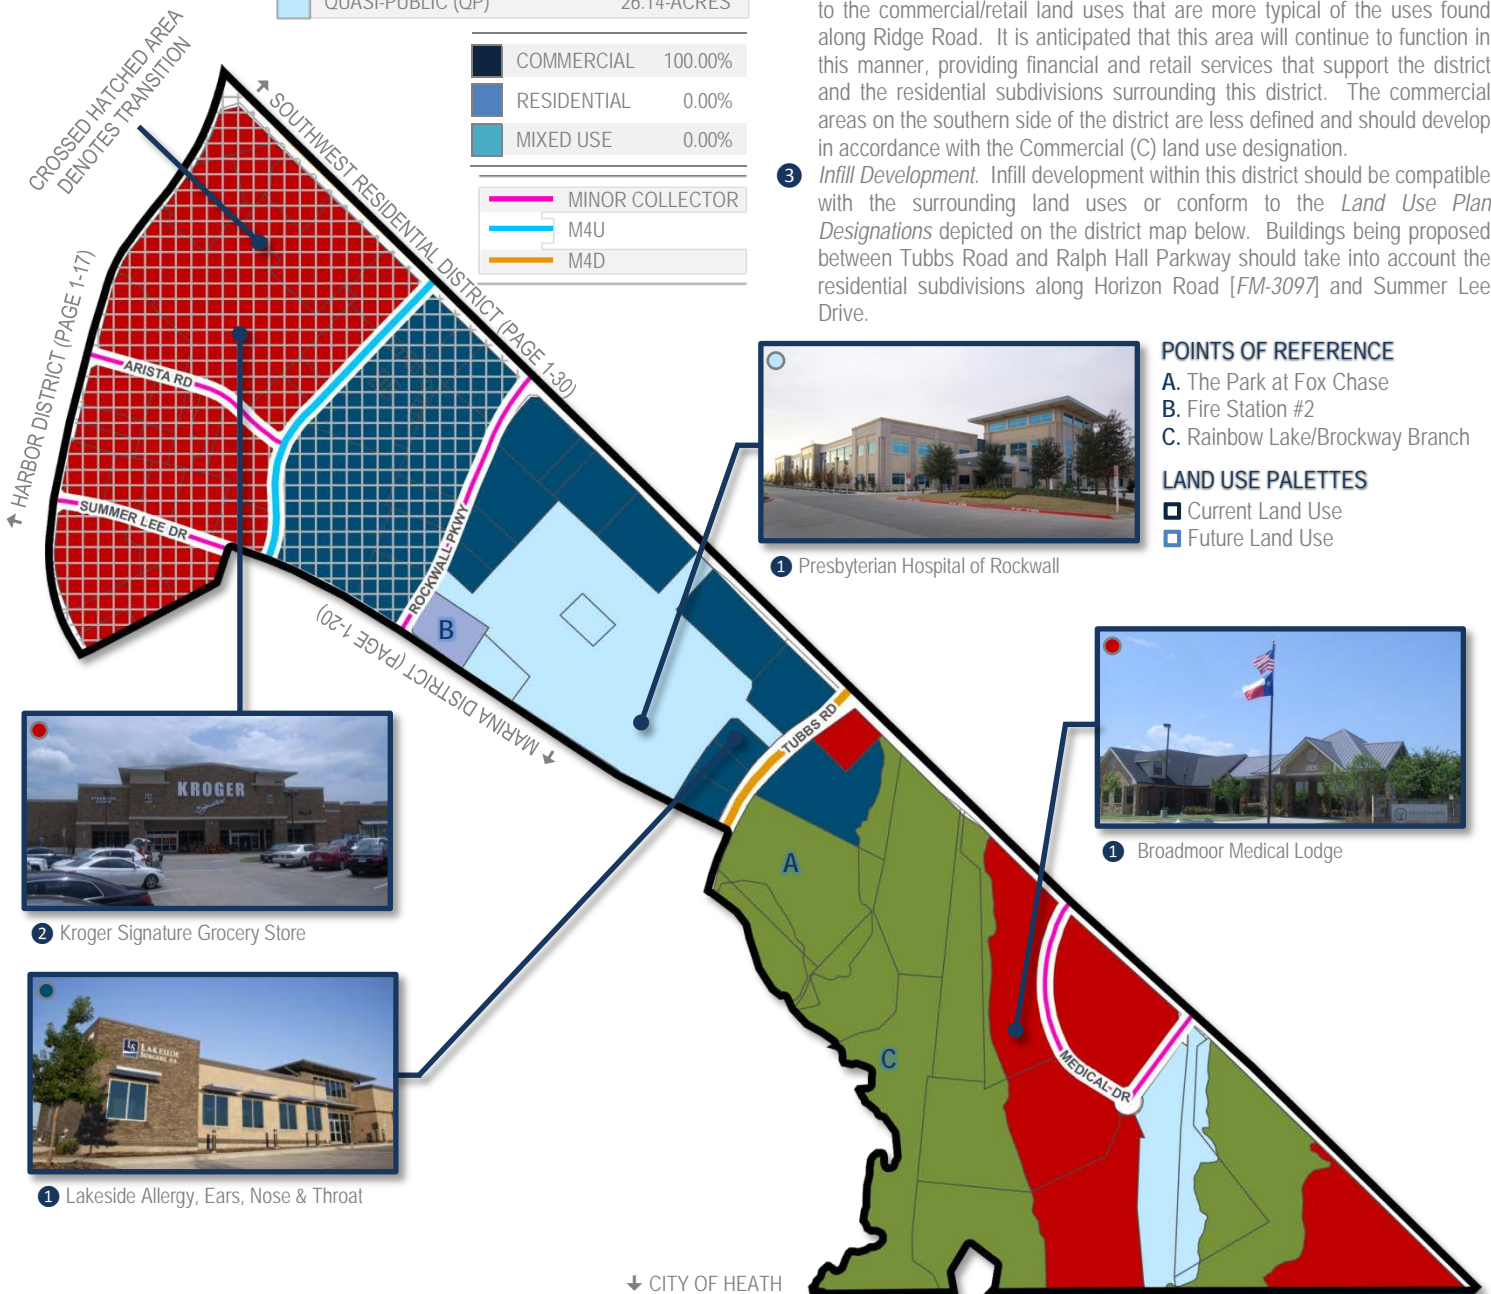 QUASI-PUBLIC (QP) 26.14-ACRES
COMMERCIAL 100.00%
RESIDENTIAL 0.00%
MIXED USE 0.00%
MINOR COLLECTOR
M4U
M4D
to the commercial/retail land uses that are more typical of the uses found
along Ridge Road. It is anticipated that this area will continue to function in
this manner, providing financial and retail services that support the district
and the residential subdivisions surrounding this district. The commercial
areas on the southern side of the district are less defined and should develop
in accordance with the Commercial (C) land use designation.
3 Infill Development. Infill development within this district should be compatible
with the surrounding land uses or conform to the Land Use Plan
Designations depicted on the district map below. Buildings being proposed
between Tubbs Road and Ralph Hall Parkway should take into account the
residential subdivisions along Horizon Road [FM-3097] and Summer Lee
Drive.
POINTS OF REFERENCE
A. The Park at Fox Chase
B. Fire Station #2
C. Rainbow Lake/Brockway Branch
LAND USE PALETTES
Current Land Use
Future Land Use
CROSSED HATCHED AREA
DENOTES TRANSITION
SOUTHWEST RESIDENTIAL DISTRICT (PAGE 1-30)
HARBOR DISTRICT (PAGE 1-17)
MARINA DISTRICT (PAGE 1-20)
ARISTA RD
SUMMER LEE DR
ROCKWALL PKWY
TUBBS RD
MEDICAL DR
A
B
C
1 Presbyterian Hospital of Rockwall
1 Broadmoor Medical Lodge
KROGER
Signature
2 Kroger Signature Grocery Store
LS LAKESIDE
1 Lakeside Allergy, Ears, Nose & Throat
CITY OF HEATH